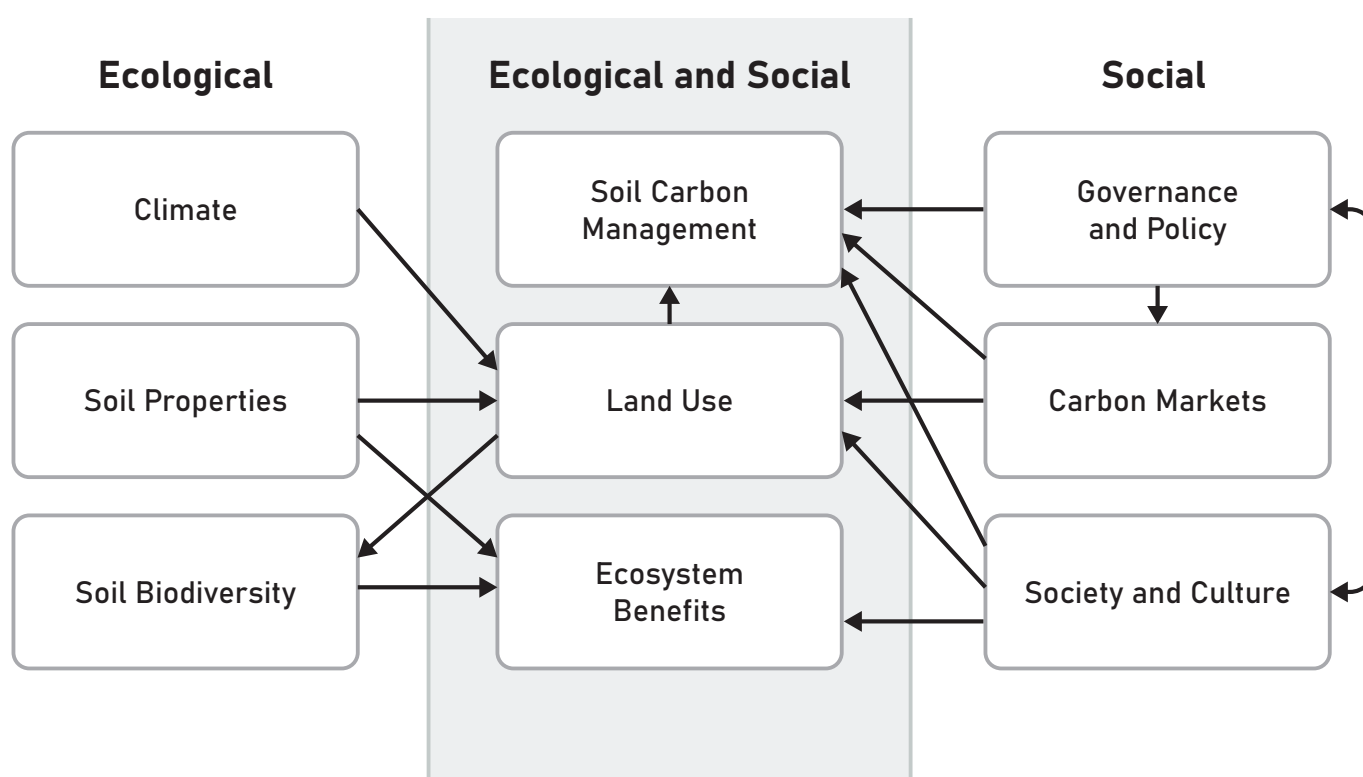 Ecological
Ecological and Social
Social
Climate
Soil Carbon
Management
Governance
and Policy
Soil Properties
Land Use
Carbon Markets
Soil Biodiversity
Ecosystem
Benefits
Society and Culture